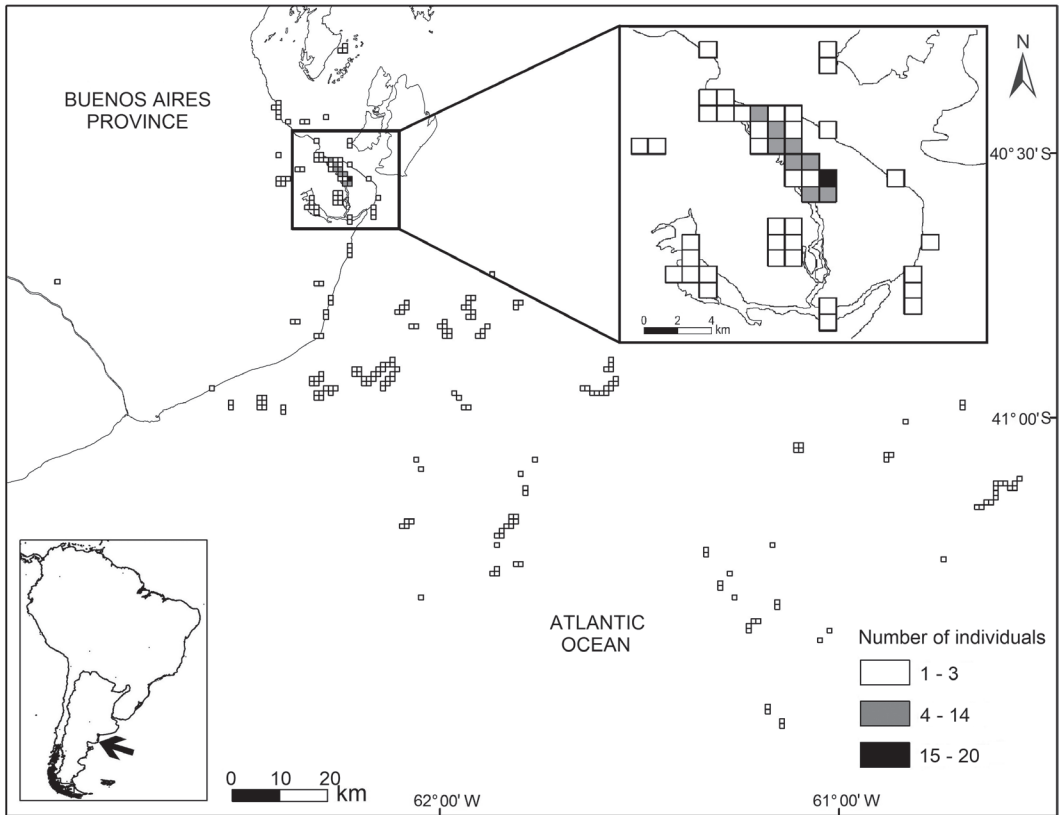 BUENOS AIRES
PROVINCE
N
40°30' S
0 2 4
km
41°00' S
ATLANTIC
OCEAN
Number of individuals
1 - 3
4 - 14
15 - 20
0 10 20
km
62°00' W
61°00' W